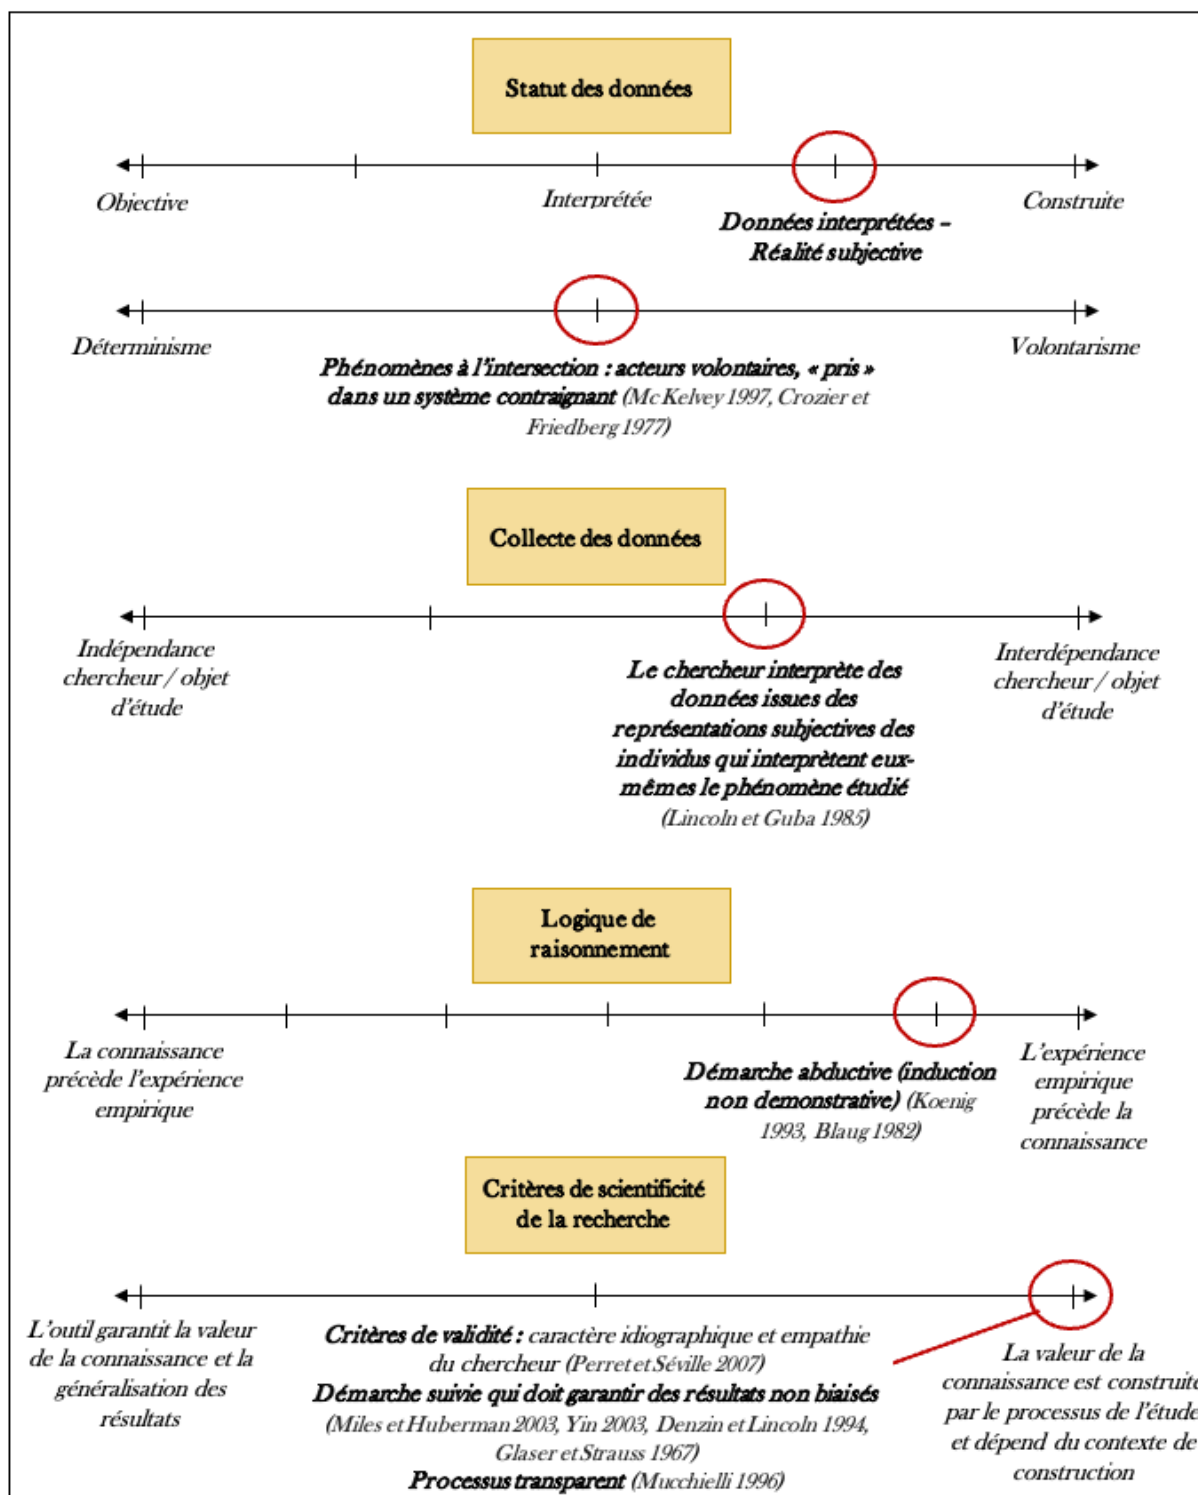 Statut des données
Objective
Interprétée
Construite
Données interprétées –
Réalité subjective
Déterminisme
Volontarisme
Phénomènes à l'intersection : acteurs volontaires, « pris »
dans un système contraignant (Mc Kelvey 1997, Crozier et
Friedberg 1977)
Collecte des données
Indépendance
chercheur / objet
d'étude
Interdépendance
chercheur / objet
d'étude
Le chercheur interprète des
données issues des
représentations subjectives des
individus qui interprètent eux-
mêmes le phénomène étudié
(Lincoln et Guba 1985)
Logique de
raisonnement
La connaissance
précède l'expérience
empirique
Démarche abductive (induction
non demonstrative) (Koenig
1993, Blaug 1982)
L'expérience
empirique
précède la
connaissance
Critères de scientificité
de la recherche
L'outil garantit la valeur
de la connaissance et la
généralisation des
résultats
Critères de validité : caractère idiographique et empathie
du chercheur (Perret et Séville 2007)
Démarche suivie qui doit garantir des résultats non biaisés
(Miles et Huberman 2003, Yin 2003, Denzin et Lincoln 1994,
Glaser et Strauss 1967)
Processus transparent (Mucchielli 1996)
La valeur de la
connaissance est construite
par le processus de l'étude
et dépend du contexte de
construction